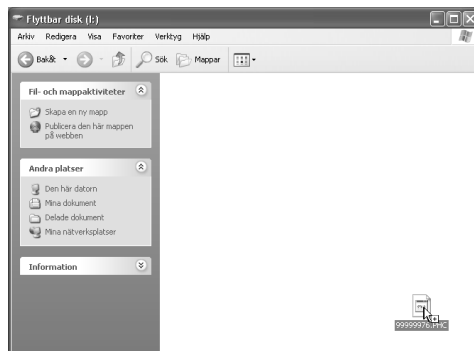 Flyttbar disk (I:)
Arkiv Redigera Visa Favoriter Verktyg Hjälp
Bakåt Sök Mappar
Fil- och mappaktiviteter
Skapa en ny mapp
Publicera den här mappen
på webben
Andra platser
Den här datorn
Mina dokument
Delade dokument
Mina nätverksplatser
Information
99999976.PHC